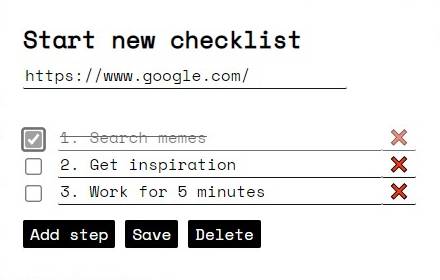 Start new checklist
https://www.google.com/
1. Search memes
2. Get inspiration
3. Work for 5 minutes
Add step Save Delete